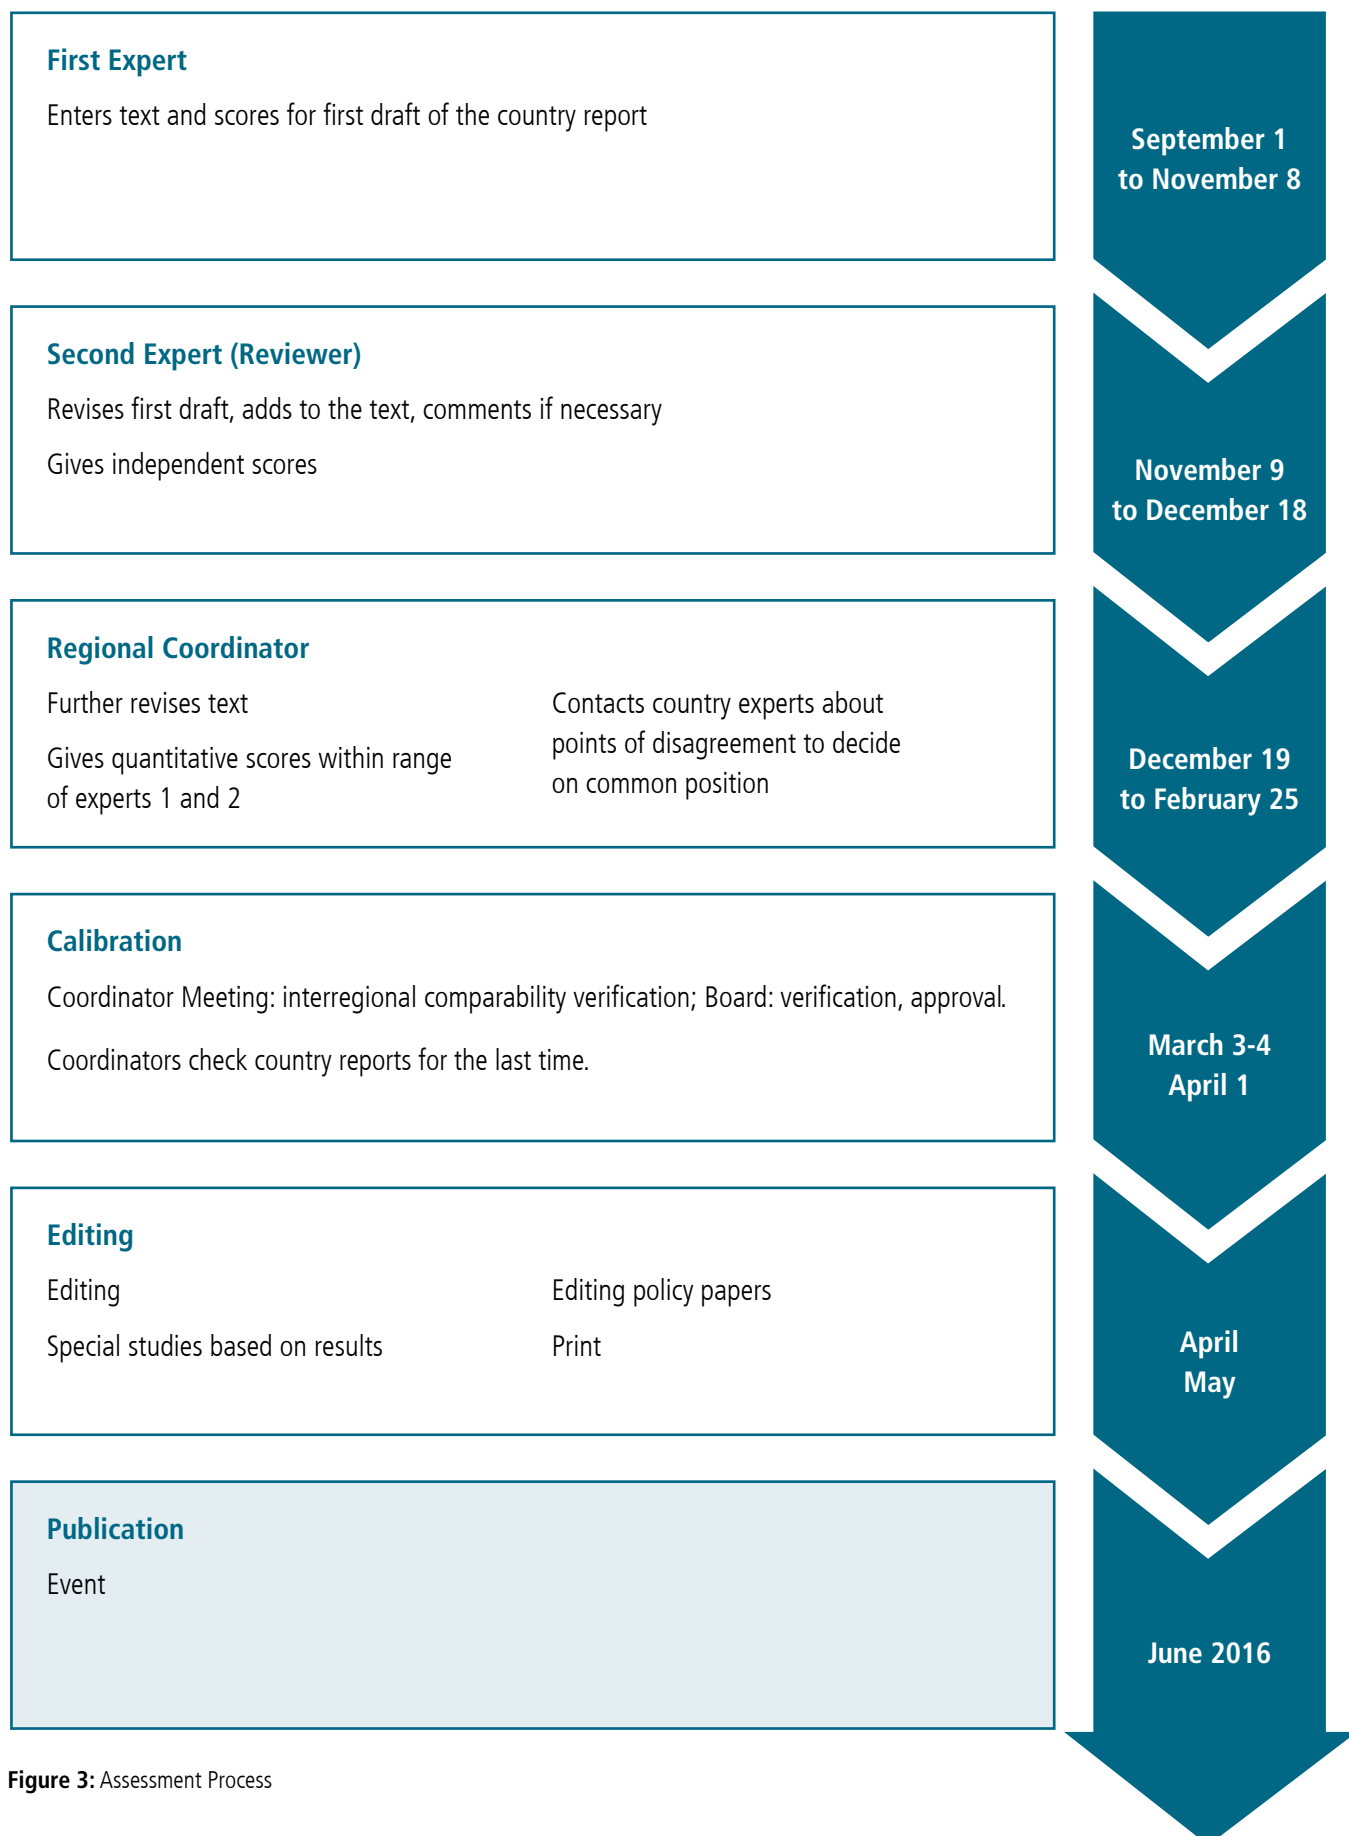 First Expert
Enters text and scores for first draft of the country report
September 1
to November 8
Second Expert (Reviewer)
Revises first draft, adds to the text, comments if necessary
Gives independent scores
November 9
to December 18
Regional Coordinator
Further revises text
Gives quantitative scores within range
of experts 1 and 2
Contacts country experts about
points of disagreement to decide
on common position
December 19
to February 25
Calibration
Coordinator Meeting: interregional comparability verification; Board: verification, approval.
Coordinators check country reports for the last time.
March 3-4
April 1
Editing
Editing
Special studies based on results
Editing policy papers
Print
April
May
Publication
Event
June 2016
Figure 3: Assessment Process